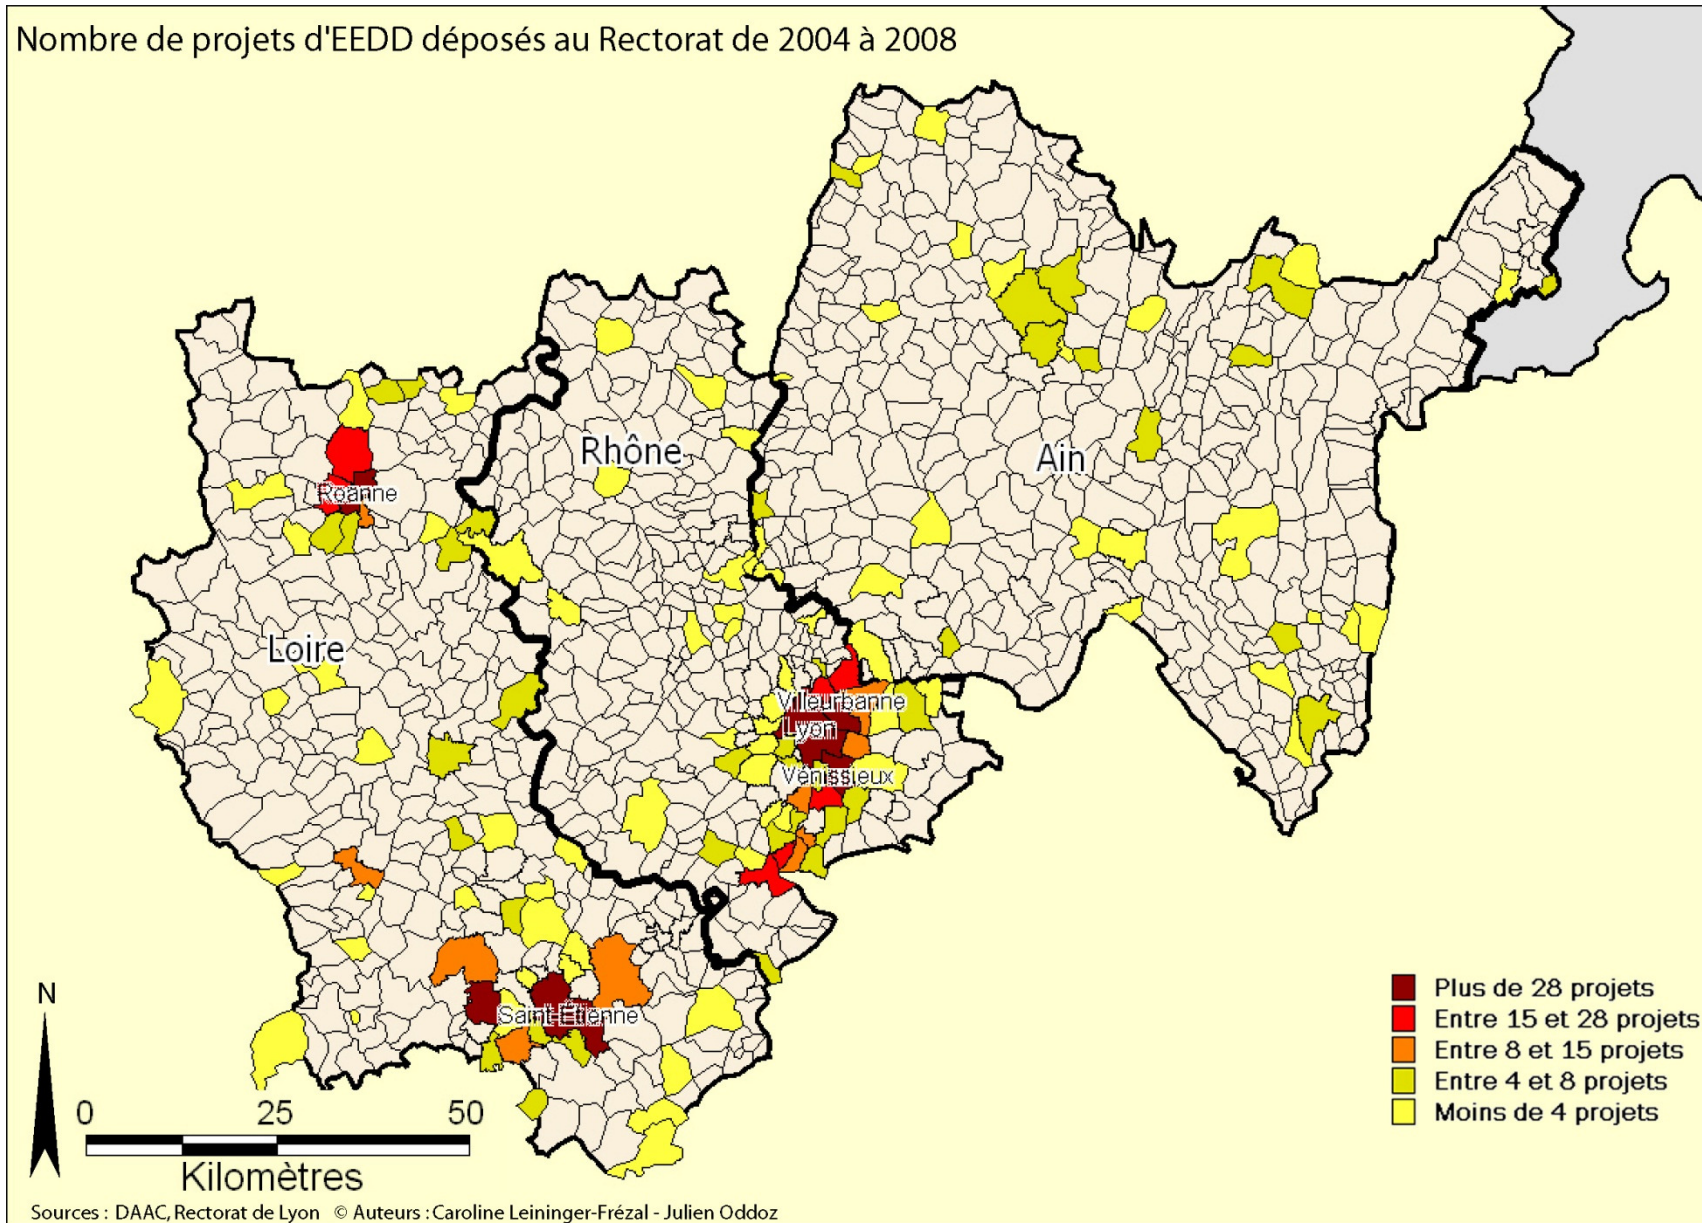 Nombre de projets d'EEDD déposés au Rectorat de 2004 à 2008
Rhône
Ain
Roanne
Loire
Villeurbanne
Lyon
Vénissieux
Saint-Étienne
N
0 25 50
Kilomètres
Plus de 28 projets
Entre 15 et 28 projets
Entre 8 et 15 projets
Entre 4 et 8 projets
Moins de 4 projets
Sources : DAAC, Rectorat de Lyon © Auteurs : Caroline Leininger-Frézal - Julien Oddoz